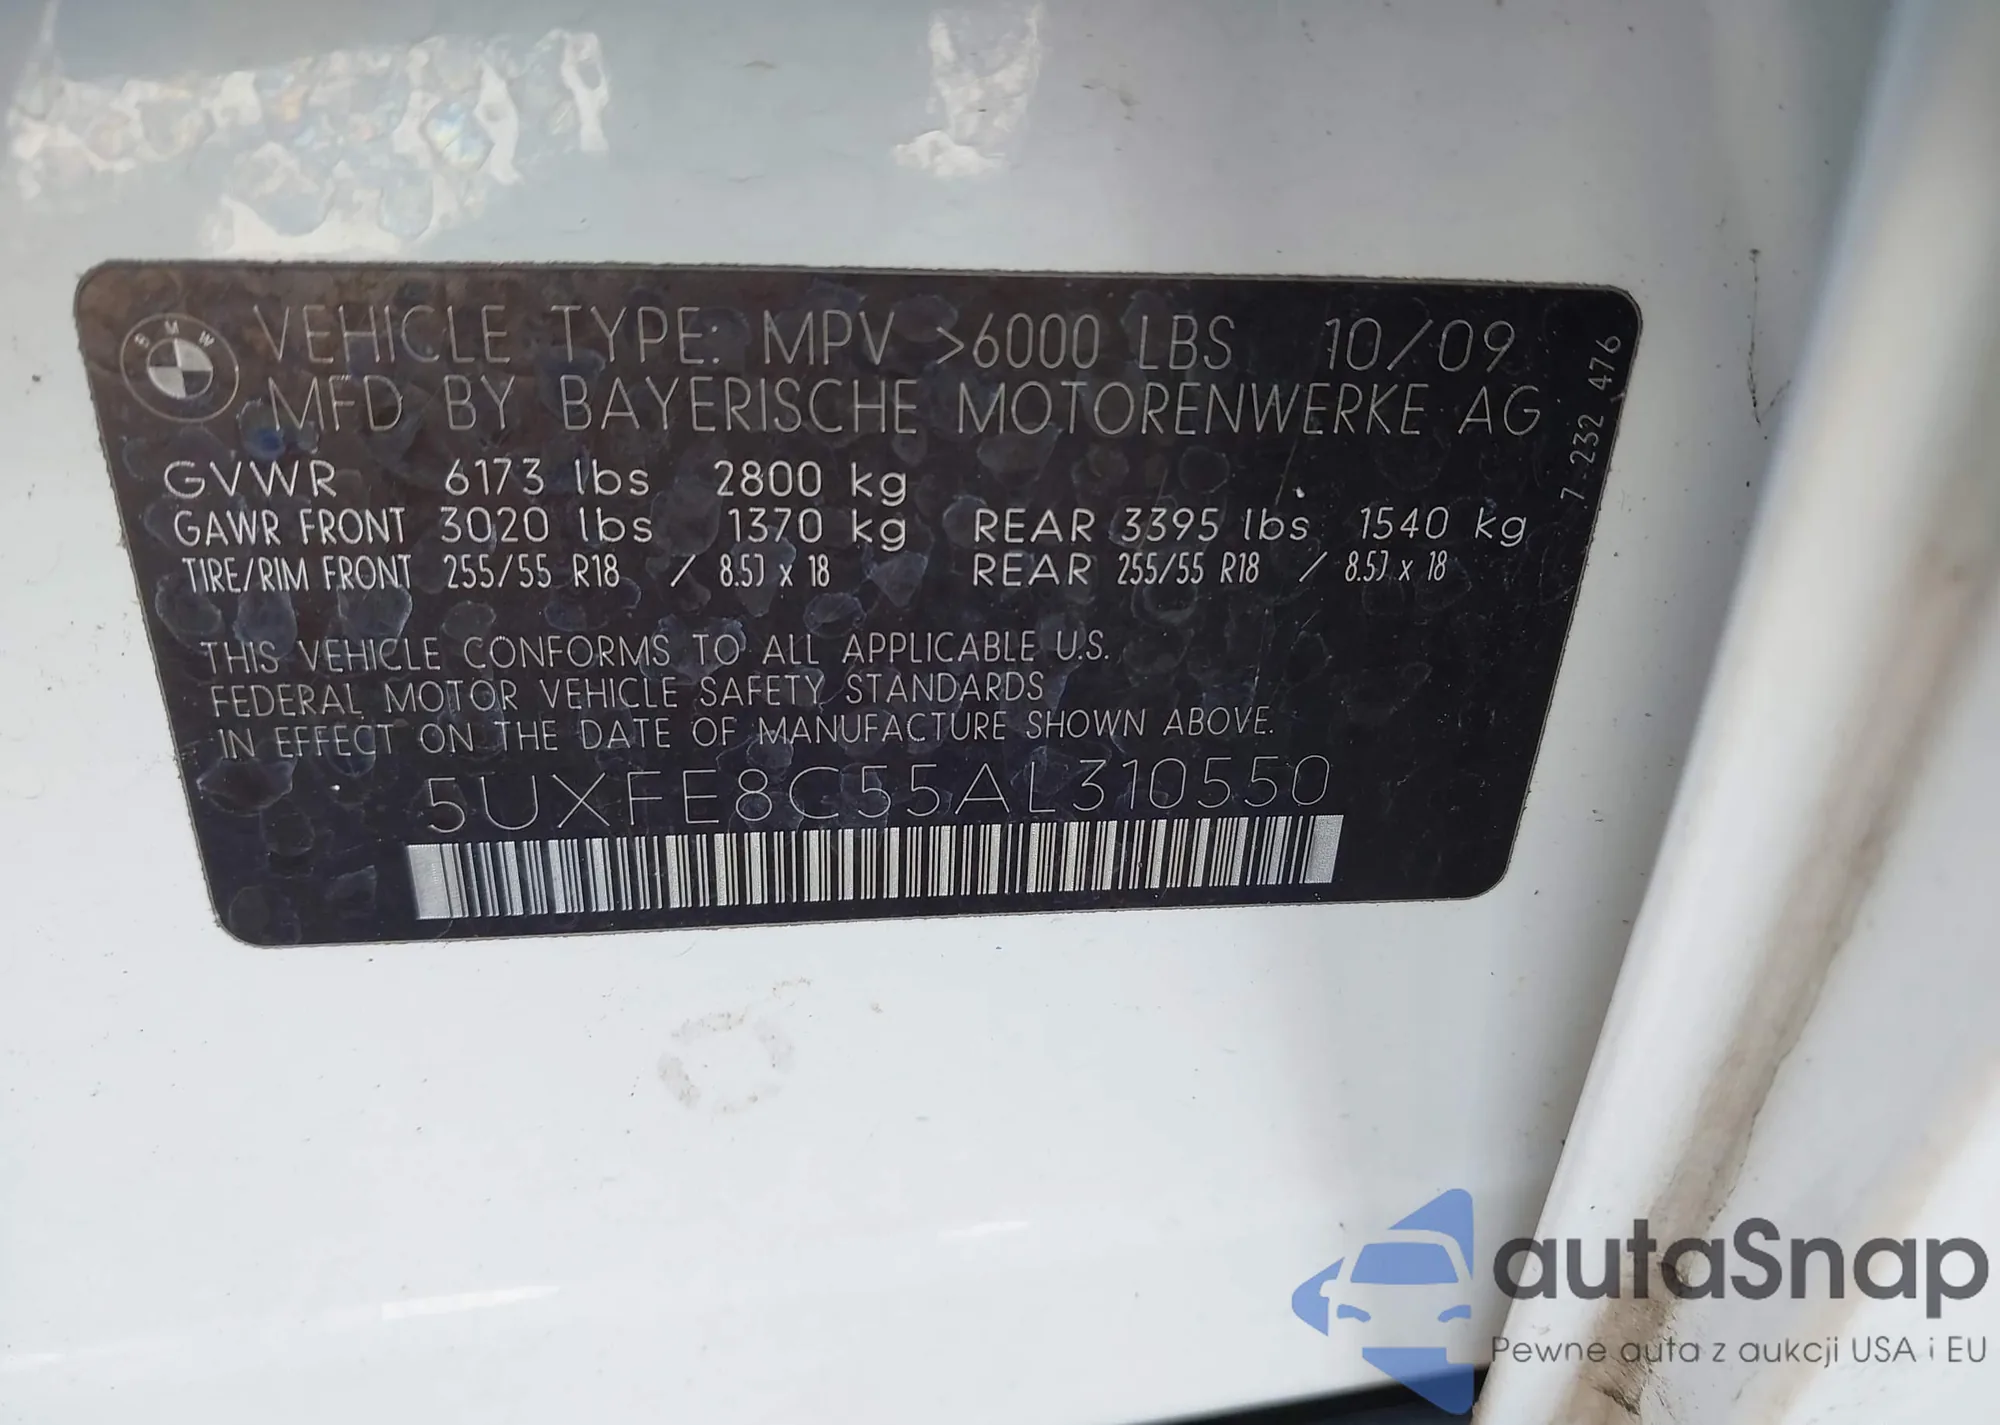 BMW
VEHICLE TYPE: MPV >6000 LBS 10/09
MFD BY BAYERISCHE MOTORENWERKE AG
GVWR 6173 lbs 2800 kg
GAWR FRONT 3020 lbs 1370 kg REAR 3395 lbs 1540 kg
TIRE/RIM FRONT 255/55 R18 / 8.5J x 18 REAR 255/55 R18 / 8.5J x 18
7-232 476
THIS VEHICLE CONFORMS TO ALL APPLICABLE U.S.
FEDERAL MOTOR VEHICLE SAFETY STANDARDS
IN EFFECT ON THE DATE OF MANUFACTURE SHOWN ABOVE.
5UXFE8C55AL310550
autaSnap
Pewne auta z aukcji USA i EU